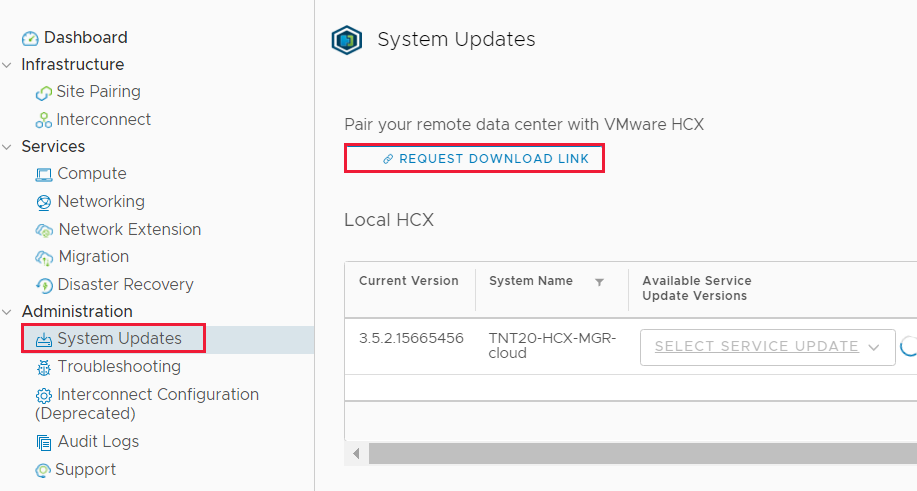 Dashboard
Infrastructure
Site Pairing
Interconnect
Services
Compute
Networking
Network Extension
Migration
Disaster Recovery
Administration
System Updates
Troubleshooting
Interconnect Configuration
(Deprecated)
Audit Logs
Support
System Updates
Pair your remote data center with VMware HCX
REQUEST DOWNLOAD LINK
Local HCX
Current Version
System Name
Available Service
Update Versions
3.5.2.15665456
TNT20-HCX-MGR-
cloud
SELECT SERVICE UPDATE